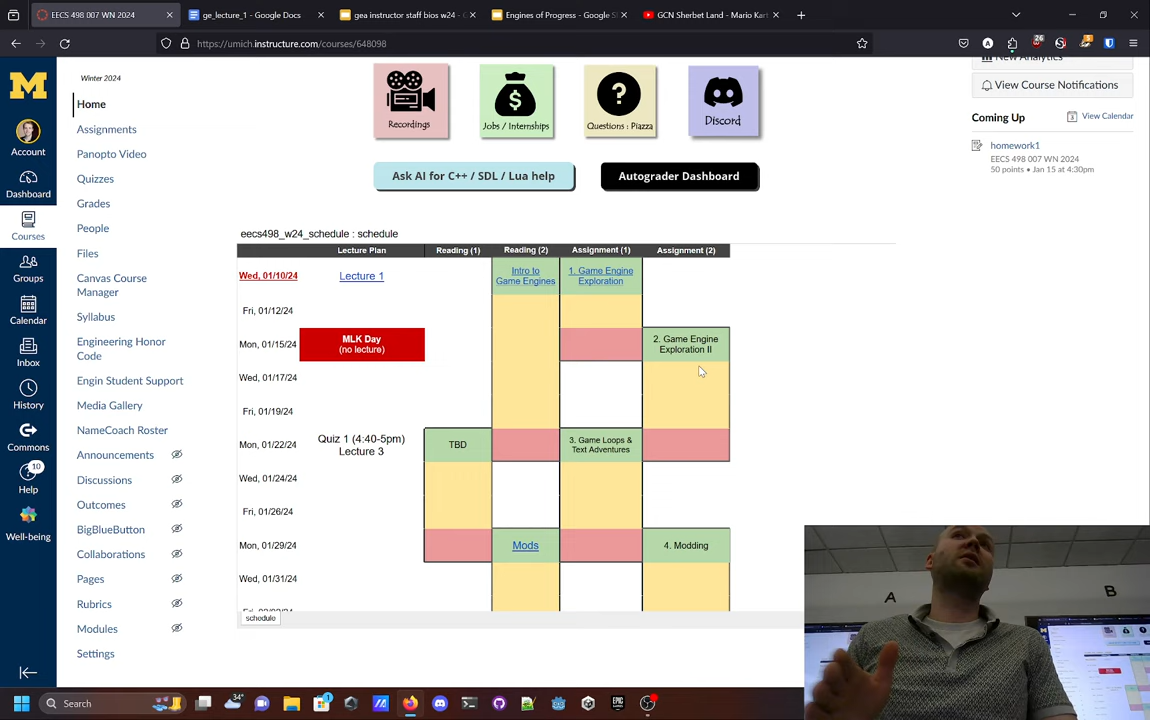 EECS 498 007 WN 2024
ge_lecture_1 - Google Docs
gea instructor staff bios w24 - G
Engines of Progress - Google Sl
GCN Sherbet Land - Mario Kart
https://umich.instructure.com/courses/648098
26
Winter 2024
New Analytics
View Course Notifications
Coming Up
View Calendar
homework1
EECS 498 007 WN 2024
50 points • Jan 15 at 4:30pm
Account
Dashboard
Courses
Groups
Calendar
Inbox
History
Commons
10
Help
Well-being
Home
Assignments
Panopto Video
Quizzes
Grades
People
Files
Canvas Course
Manager
Syllabus
Engineering Honor
Code
Engin Student Support
Media Gallery
NameCoach Roster
Announcements
Discussions
Outcomes
BigBlueButton
Collaborations
Pages
Rubrics
Modules
Settings
Recordings
Jobs / Internships
Questions : Piazza
Discord
Ask AI for C++ / SDL / Lua help
Autograder Dashboard
eecs498_w24_schedule : schedule
Lecture Plan Reading (1) Reading (2) Assignment (1) Assignment (2)
Wed, 01/10/24 Lecture 1 Intro to Game Engines 1. Game Engine Exploration
Fri, 01/12/24
Mon, 01/15/24 MLK Day (no lecture) 2. Game Engine Exploration II
Wed, 01/17/24
Fri, 01/19/24
Mon, 01/22/24 Quiz 1 (4:40-5pm) Lecture 3 TBD 3. Game Loops & Text Adventures
Wed, 01/24/24
Fri, 01/26/24
Mon, 01/29/24 Mods 4. Modding
Wed, 01/31/24
schedule
A
B
Search
34°
1